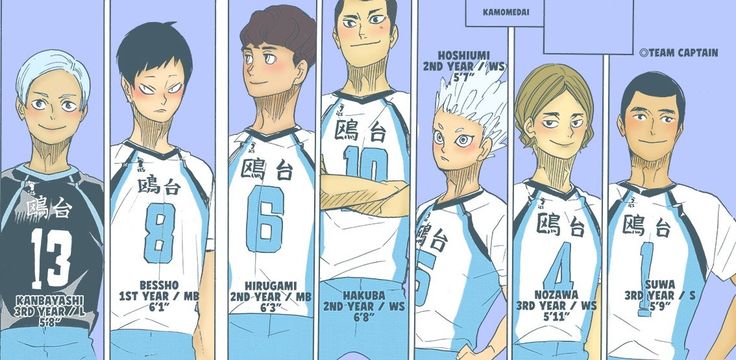 KAMOMEDAI
◎TEAM CAPTAIN
鴎台
13
KANBAYASHI
3RD YEAR / L
5'8"
鴎台
8
BESSHO
1ST YEAR / MB
6'1"
鴎台
6
HIRUGAMI
2ND YEAR / MB
6'3"
鴎台
10
HAKUBA
2ND YEAR / WS
6'8"
HOSHIUMI
2ND YEAR / WS
5'7"
鴎台
5
鴎台
4
NOZAWA
3RD YEAR / WS
5'11"
鴎台
1
SUWA
3RD YEAR / S
5'9"